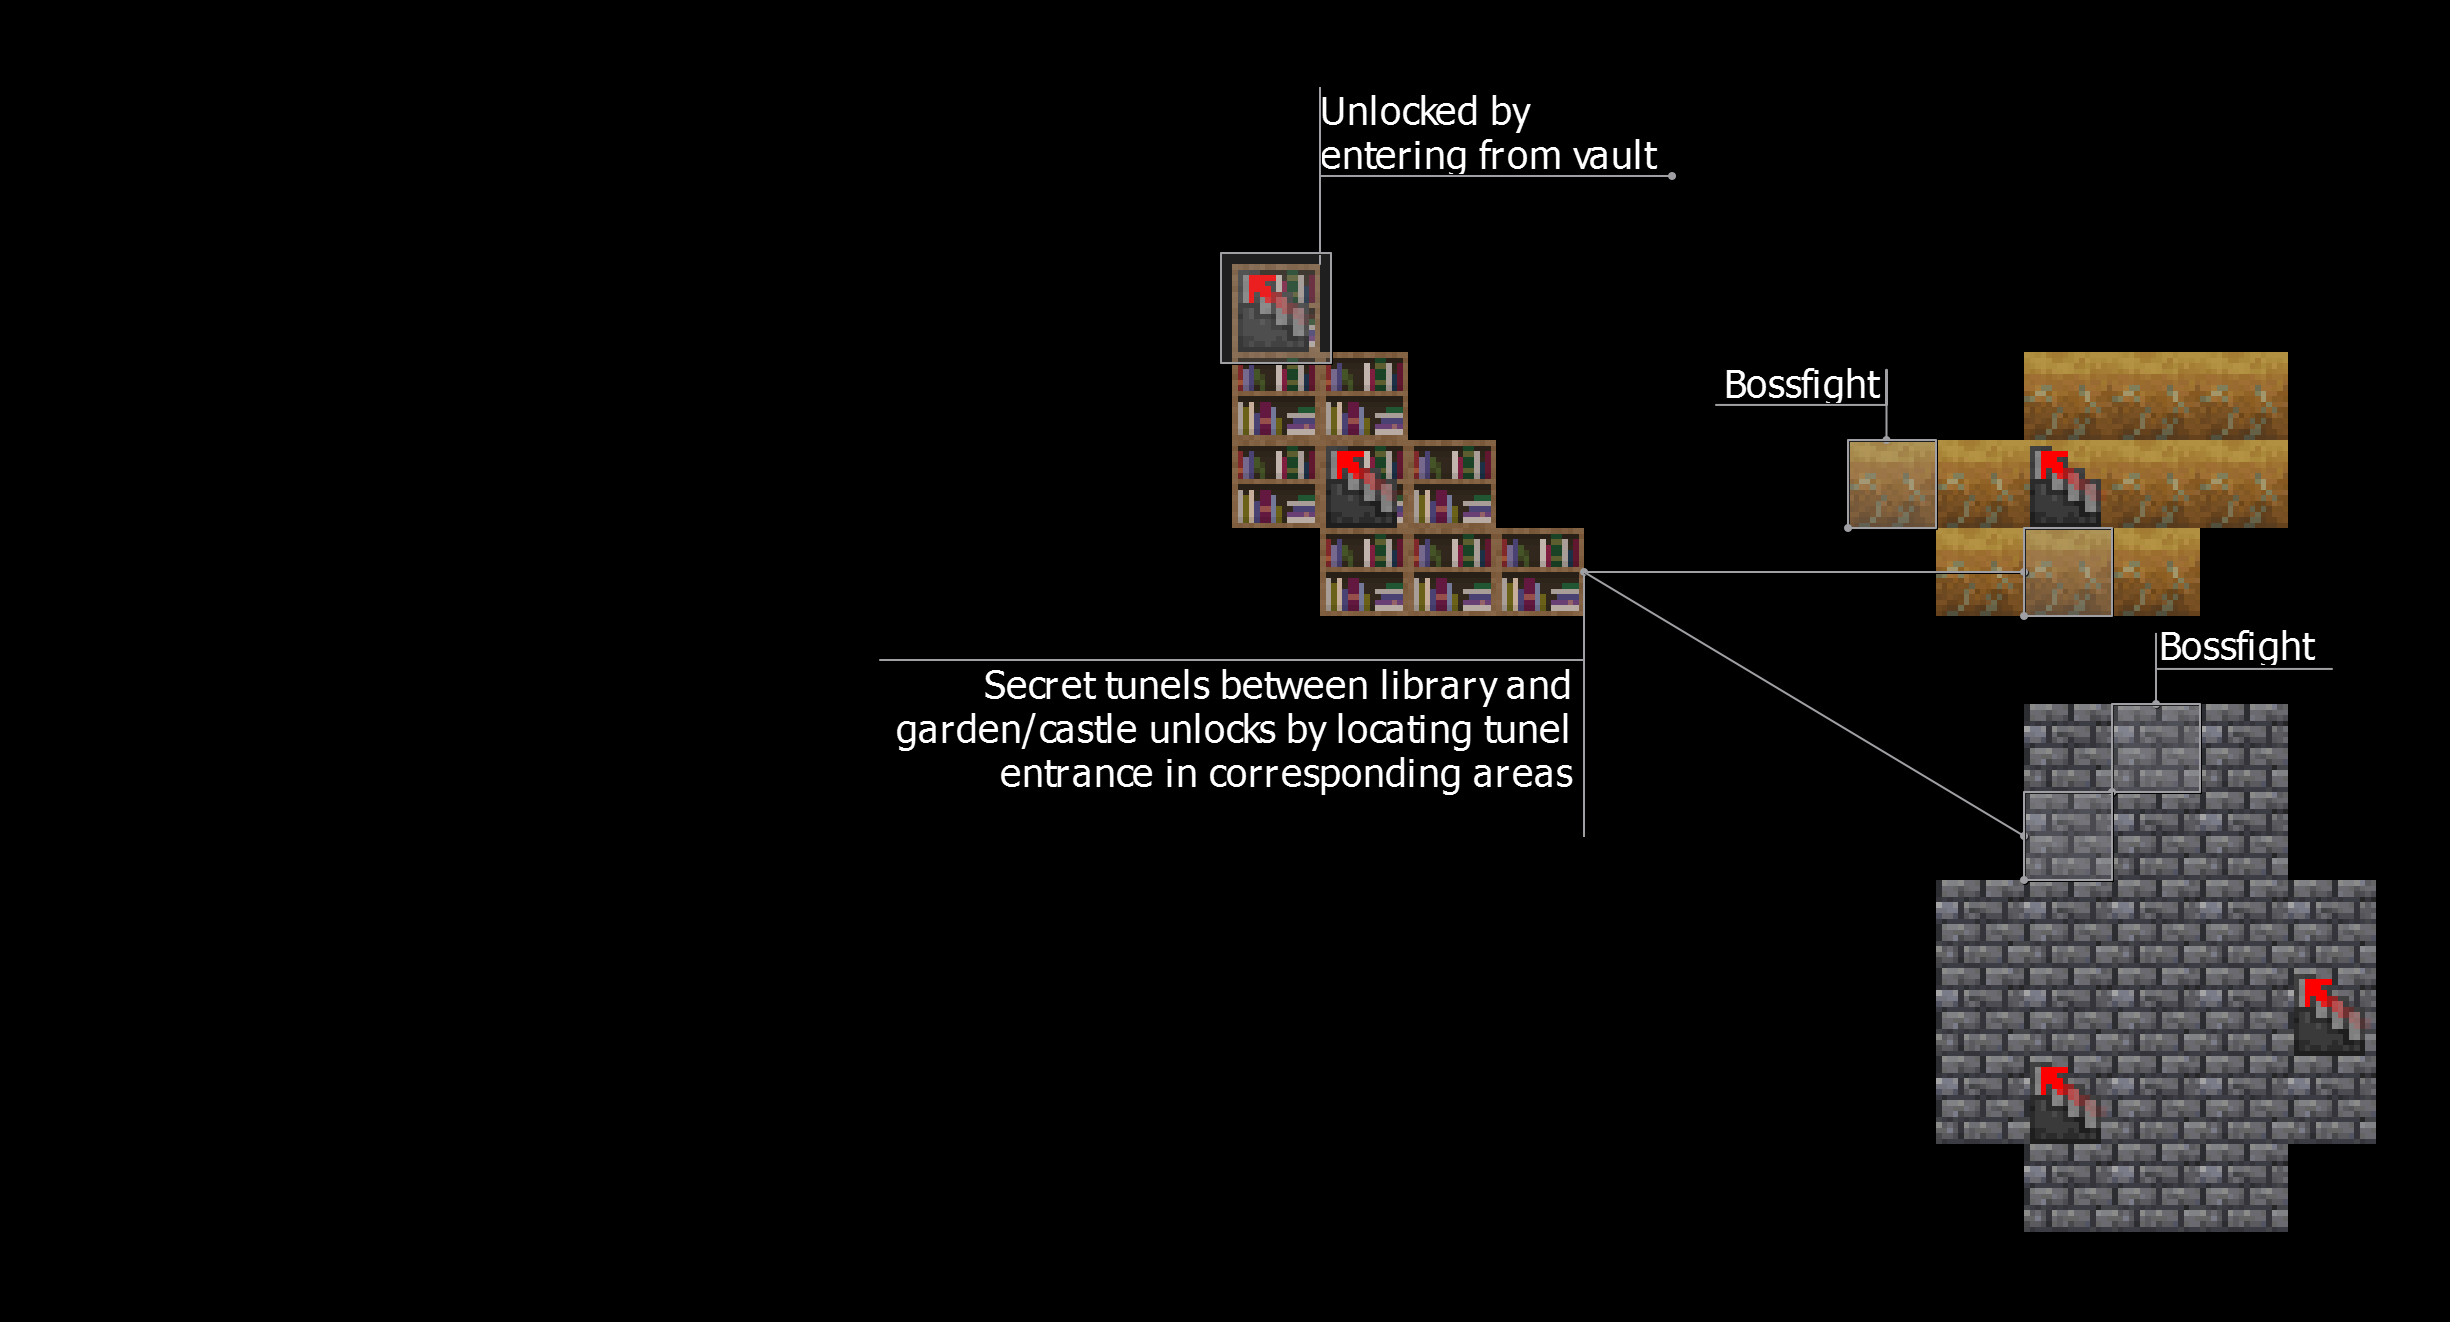 Unlocked by
entering from vault
Bossfight
Bossfight
Secret tunels between library and
garden/castle unlocks by locating tunel
entrance in corresponding areas